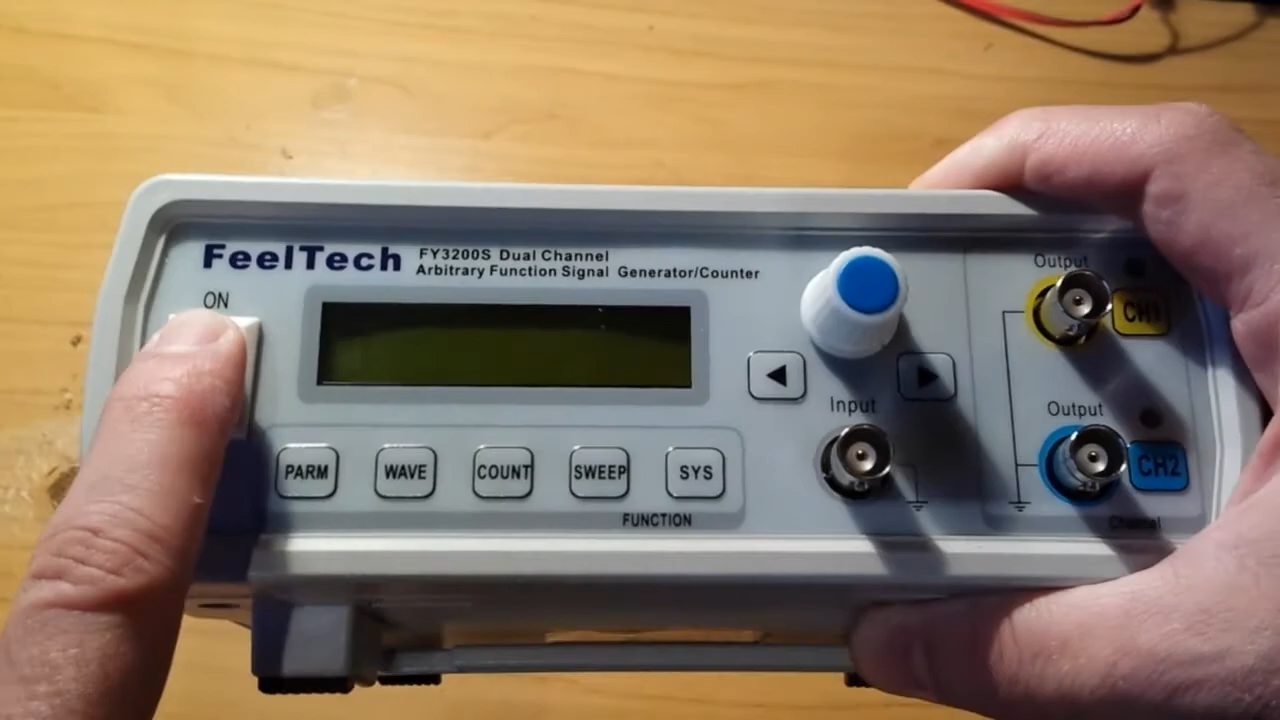 FeelTech
FY3200S Dual Channel
Arbitrary Function Signal Generator/Counter
ON
Output
CH1
Input
Output
CH2
PARM
WAVE
COUNT
SWEEP
SYS
FUNCTION
Channel